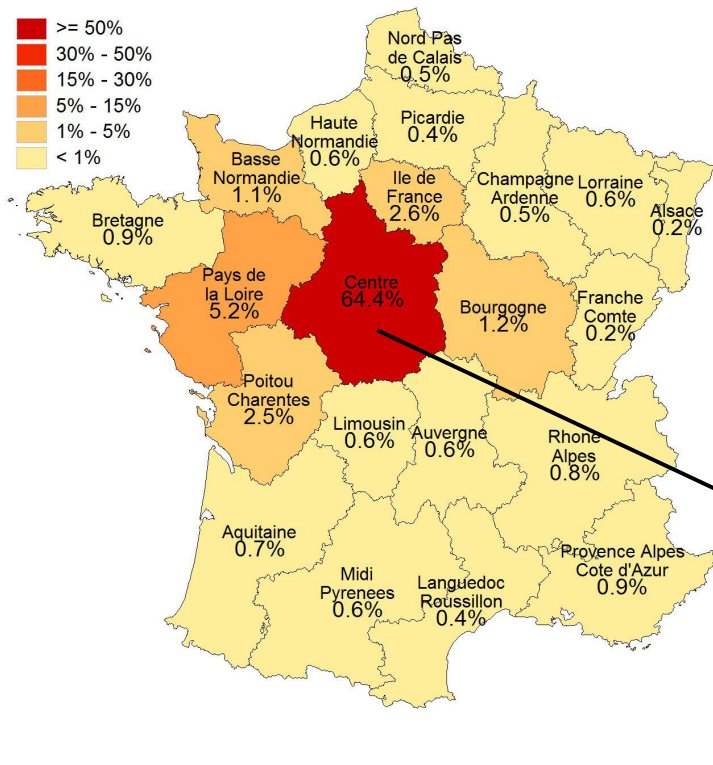 >= 50%
30% - 50%
15% - 30%
5% - 15%
1% - 5%
< 1%
Nord Pas
de Calais
0.5%
Picardie
0.4%
Haute
Normandie
0.6%
Basse
Normandie
1.1%
Ile de
France
2.6%
Champagne
Ardenne
0.5%
Lorraine
0.6%
Alsace
0.2%
Bretagne
0.9%
Pays de
la Loire
5.2%
Centre
64.4%
Bourgogne
1.2%
Franche
Comte
0.2%
Poitou
Charentes
2.5%
Limousin
0.6%
Auvergne
0.6%
Rhone
Alpes
0.8%
Aquitaine
0.7%
Midi
Pyrenees
0.6%
Languedoc
Roussillon
0.4%
Provence Alpes
Cote d'Azur
0.9%